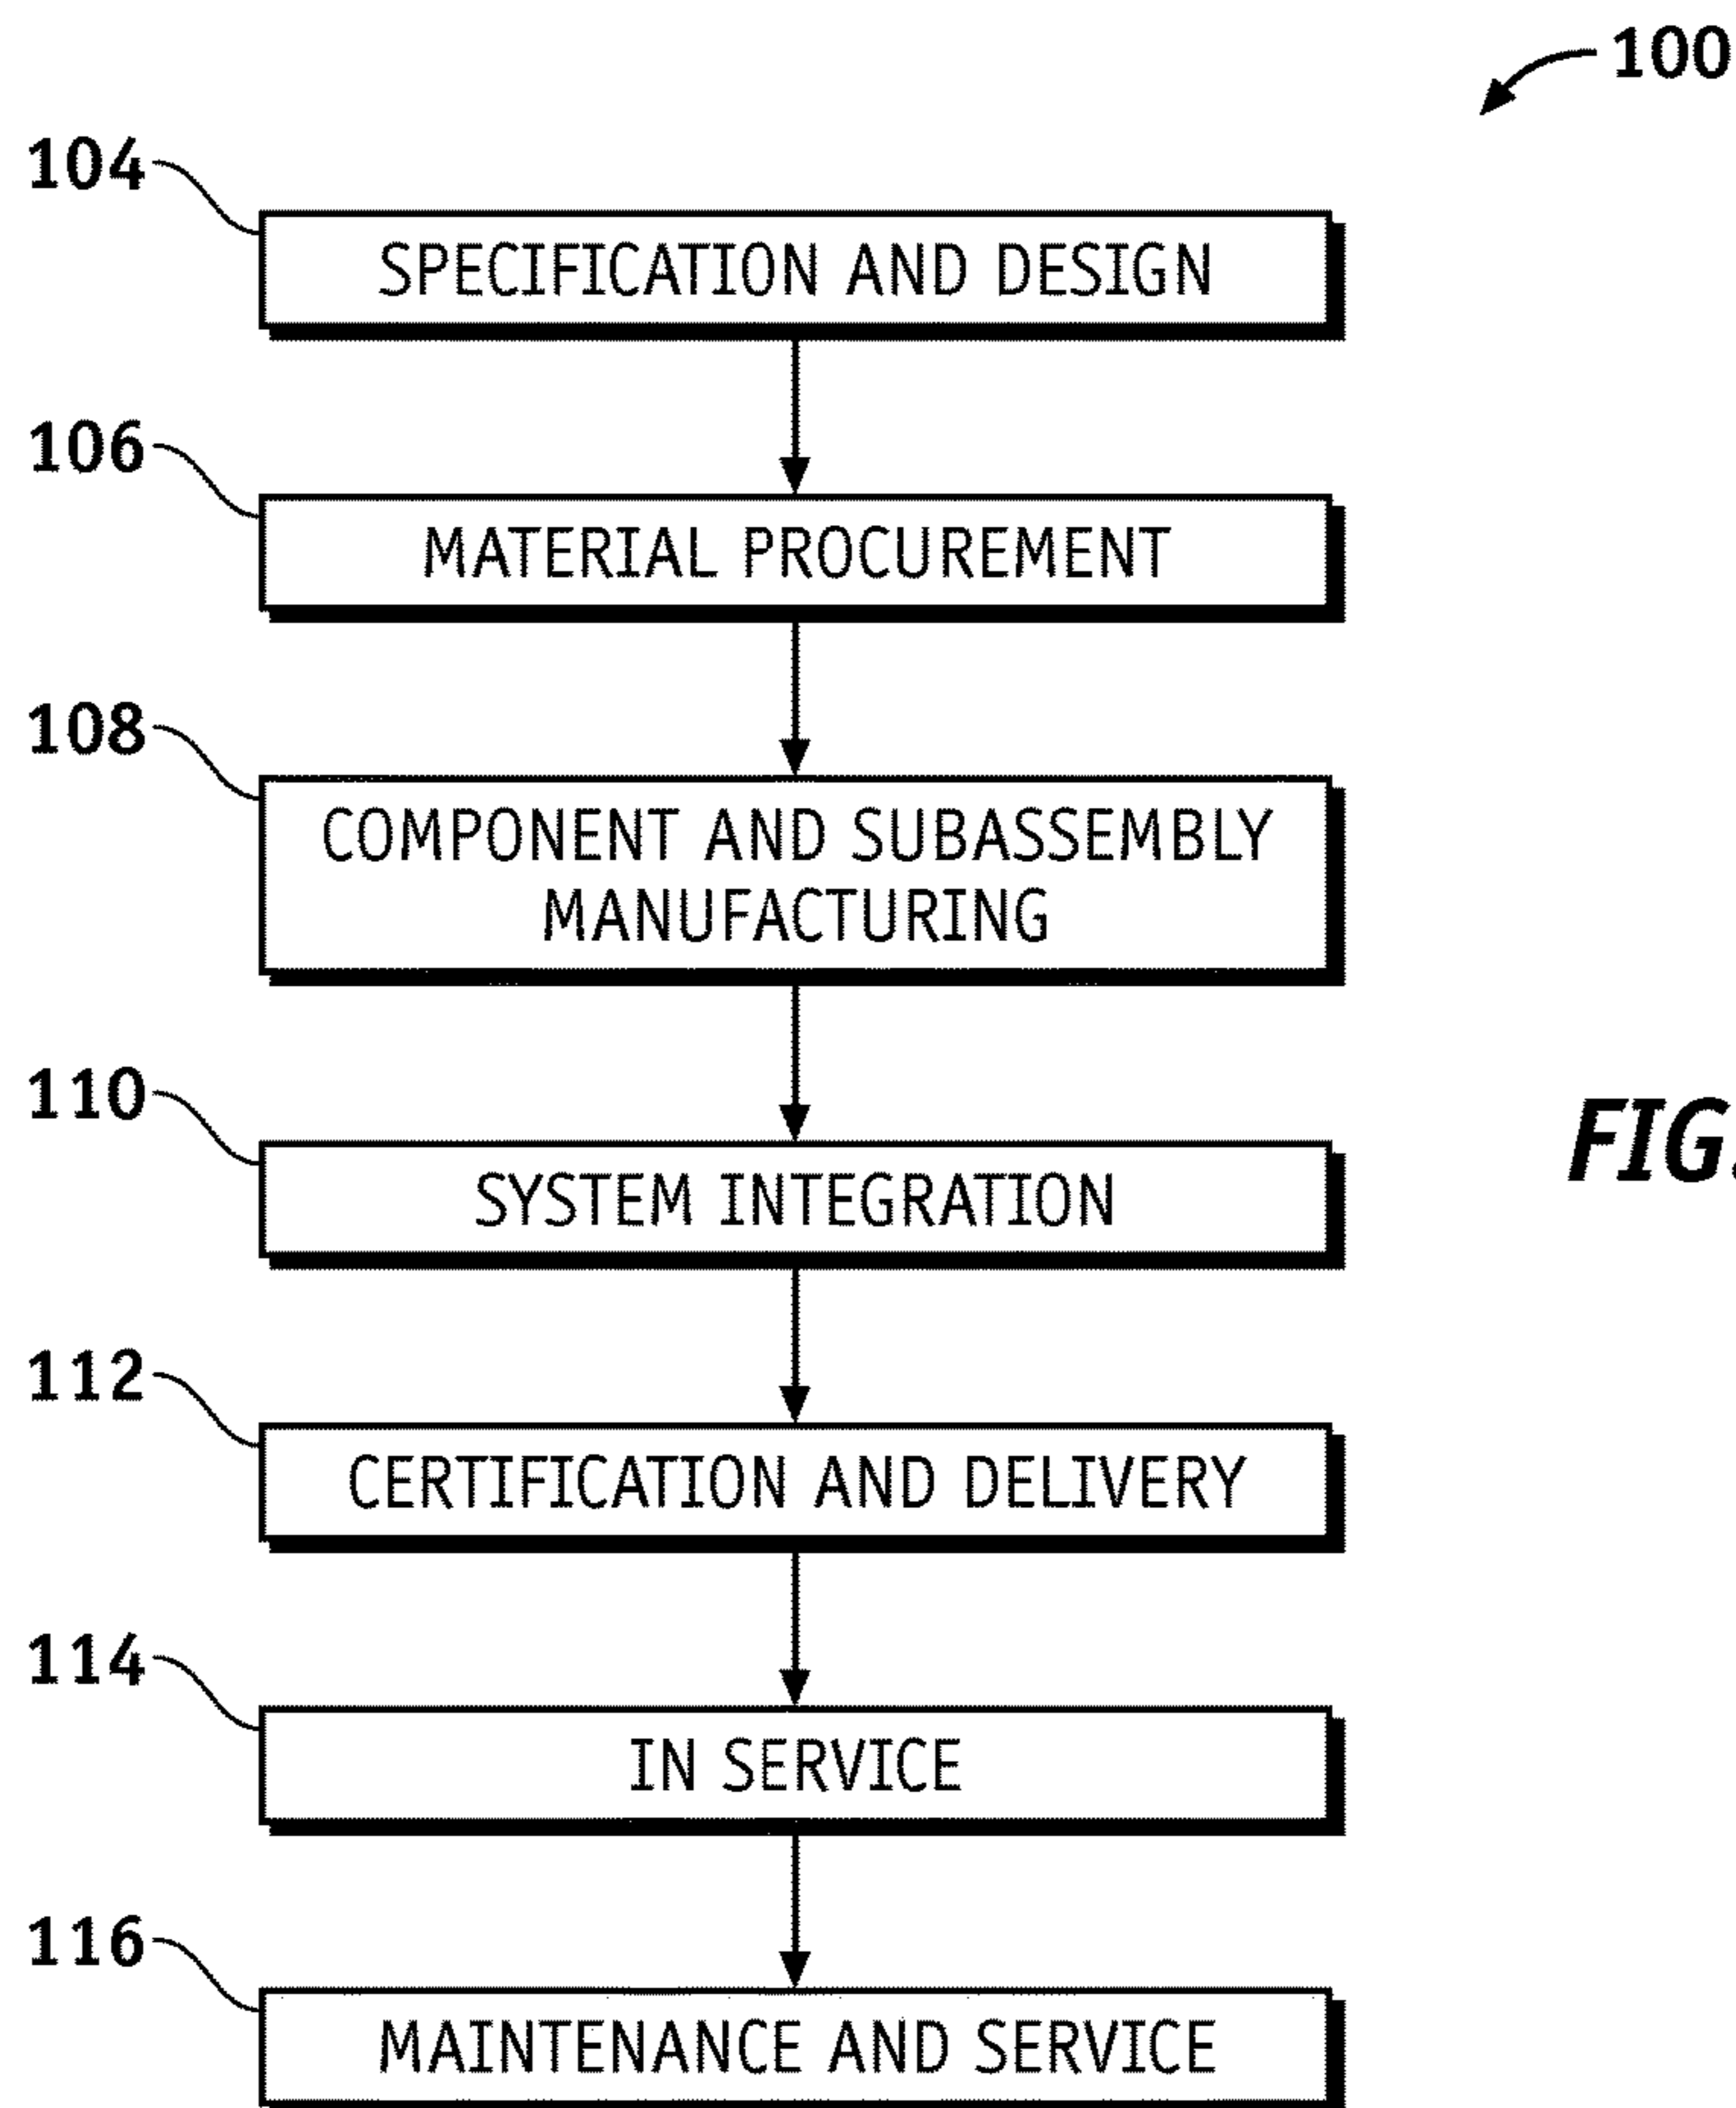 100
104
SPECIFICATION AND DESIGN
106
MATERIAL PROCUREMENT
108
COMPONENT AND SUBASSEMBLY
MANUFACTURING
110
SYSTEM INTEGRATION
FIG.
112
CERTIFICATION AND DELIVERY
114
IN SERVICE
116
MAINTENANCE AND SERVICE